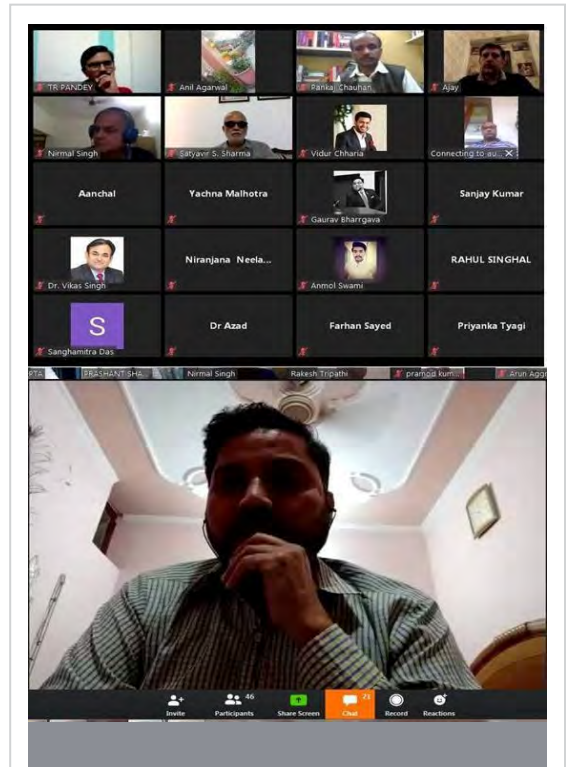 TR PANDEY
Anil Agarwal
Pankaj Chauhan
Ajay
Nirmal Singh
Satyavir S. Sharma
Vidur Chharia
Connecting to au... ×
Aanchal
Yachna Malhotra
Gaurav Bharrgava
Sanjay Kumar
Dr. Vikas Singh
Niranjana Neela...
Anmol Swami
RAHUL SINGHAL
S
Sanghamitra Das
Dr Azad
Farhan Sayed
Priyanka Tyagi
PTA
PRASHANT SHA...
Nirmal Singh
Rakesh Tripathi
pramod kum...
Arun Aggr
46
21
Invite
Participants
Share Screen
Chat
Record
Reactions